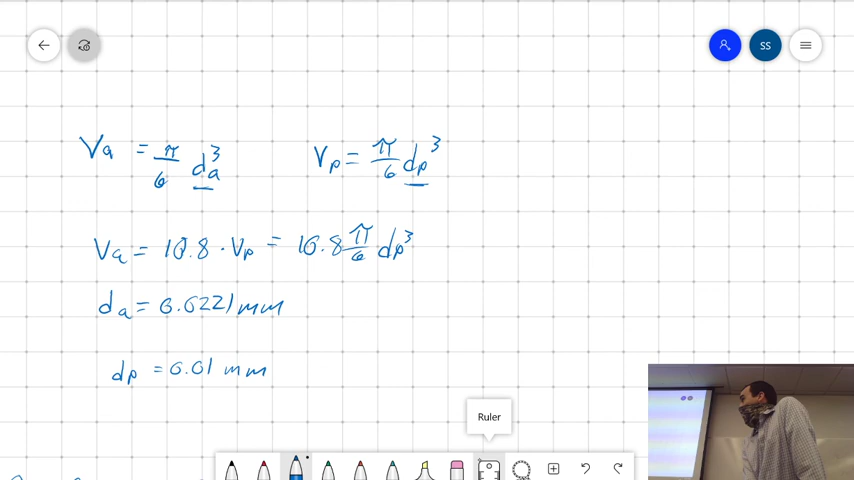 SS
Va = π/6 da³
Vp = π/6 dp³
Va = 10.8 · Vp = 10.8 π/6 dp³
da = 0.0221 mm
dp = 0.01 mm
Ruler